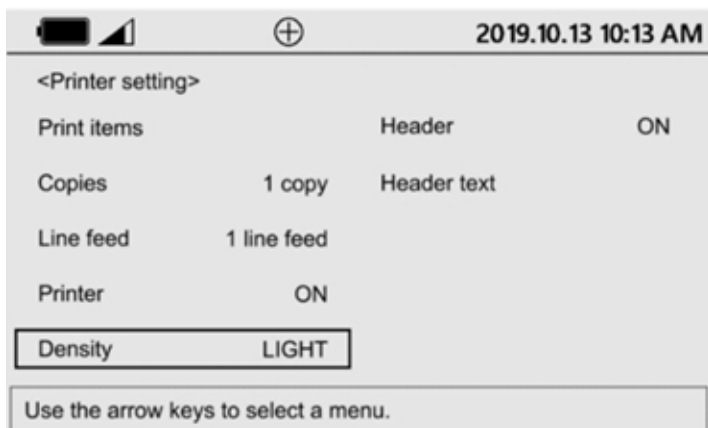 2019.10.13 10:13 AM
<Printer setting>
Print items
Header ON
Copies 1 copy
Header text
Line feed 1 line feed
Printer ON
Density LIGHT
Use the arrow keys to select a menu.